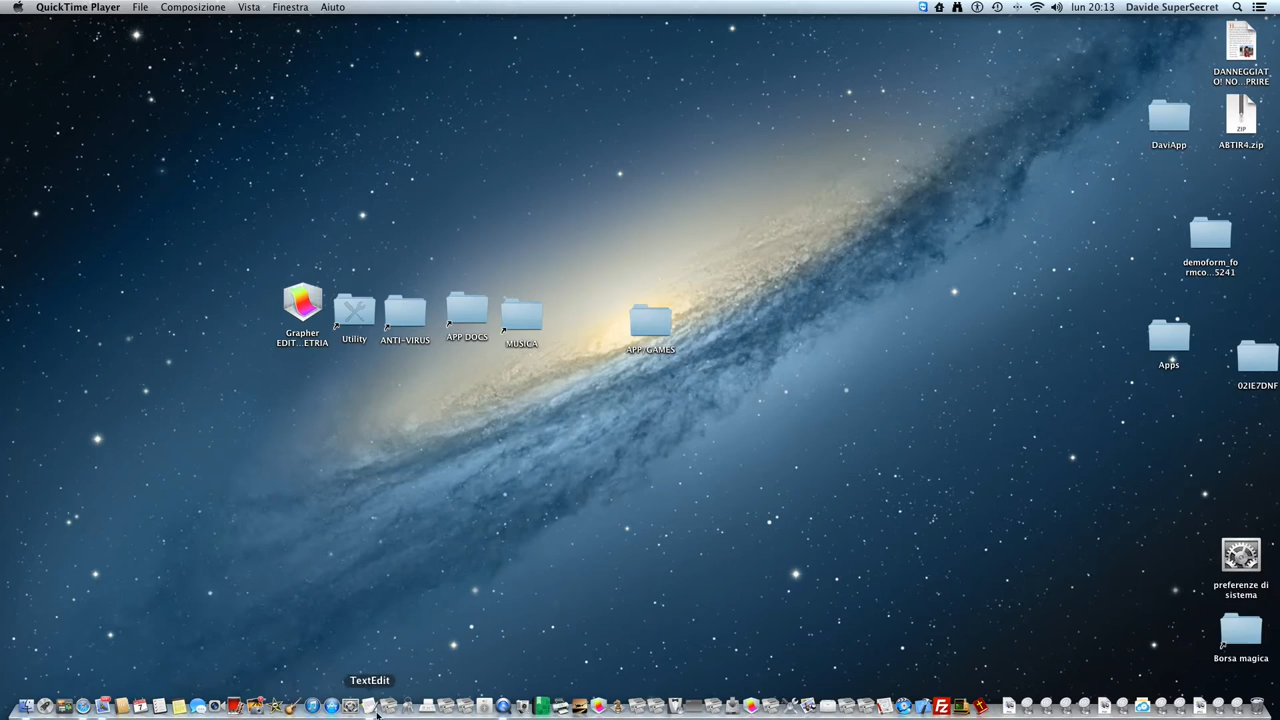 QuickTime Player File Composizione Vista Finestra Aiuto lun 20:13 Davide SuperSecret
DANNEGGIAT
O! NO...PRIRE
DaviApp
ZIP
ABTIR4.zip
demoform_fo
rmco...5241
Grapher
EDIT...ETRIA
Utility
ANTI-VIRUS
APP DOCS
MUSICA
APP/GAMES
Apps
02IE7DNF
preferenze di
sistema
Borsa magica
TextEdit
FZ